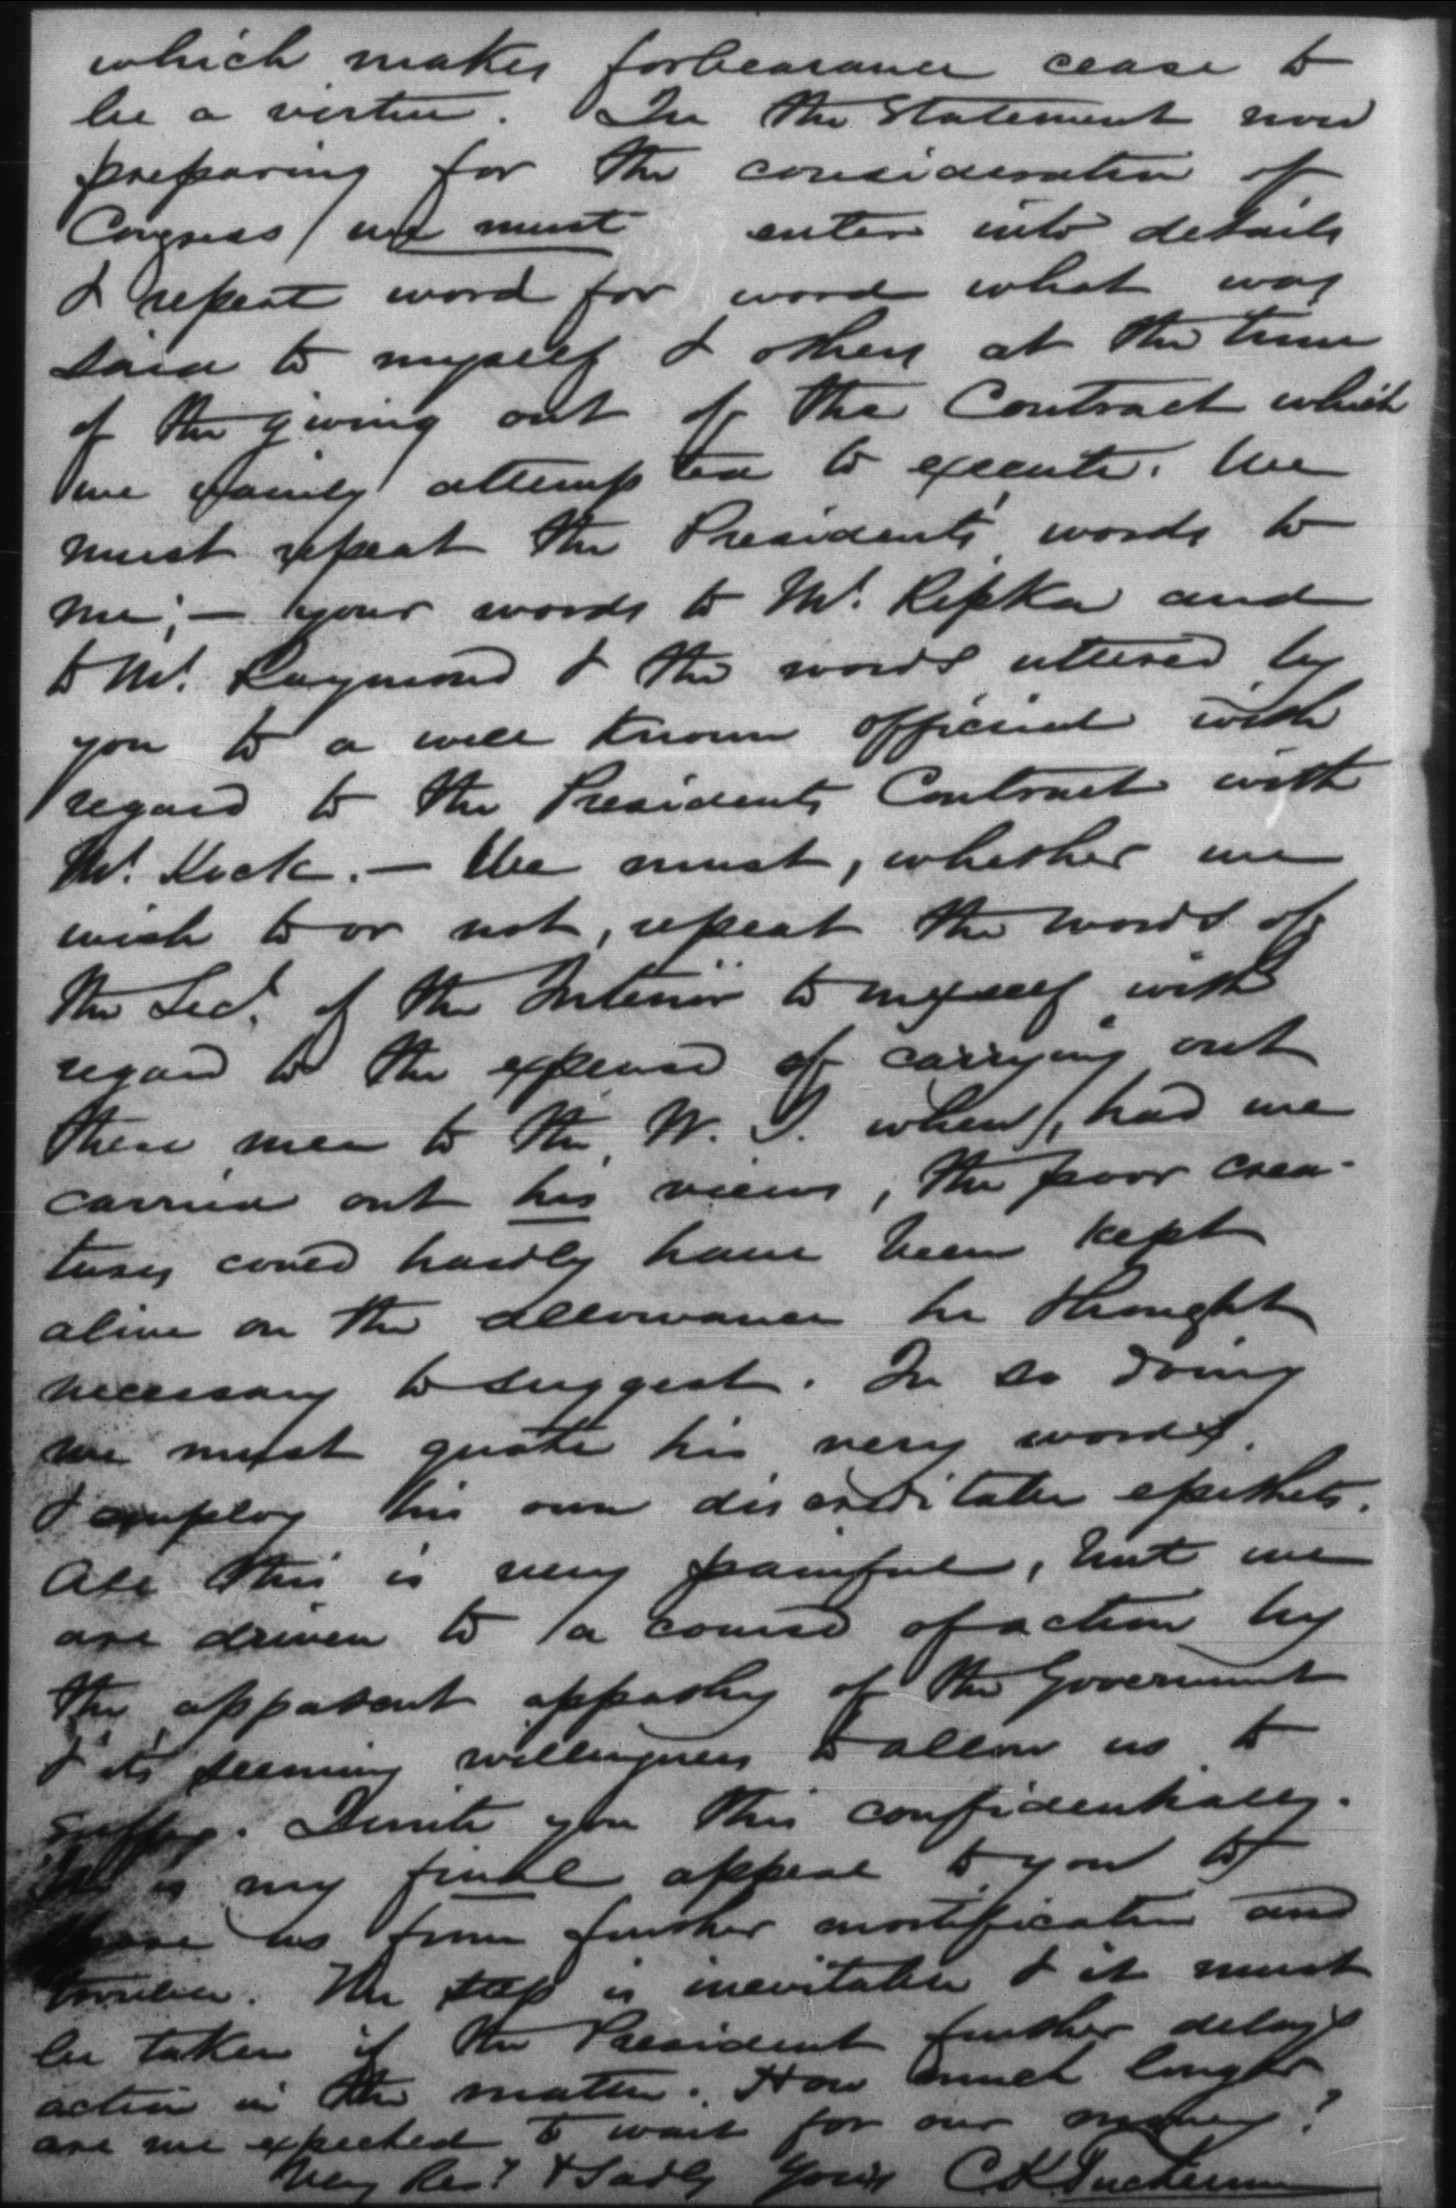 which makes forbearance cease to
be a virtue. In the Statement now
preparing for the consideration of
Congress / we must enter into details
& repeat word for word what was
said to myself & others at the time
of the giving out of the Contract which
we vainly attempted to execute. We
must repeat the Presidents' words to
me; — your words to Mr. Ripka and
to Mr. Raymond & the words uttered by
you to a well known official with
regard to the Presidents Contract with
Mr. Kock. — We must, whether we
wish to or not, repeat the words of
the Sec. of the Interior to myself with
regard to the expense of carrying out
these men to the W. I. when, had we
carried out his views, the poor crea-
tures could hardly have been kept
alive on the allowance he thought
necessary to suggest. In so doing
we must quote his very words.
& employ his own discreditable epithets.
All this is very painful, but we
are driven to a course of action by
the apparent appathy of the Government
& its seeming willingness to allow us to
suffer. I write you this confidentially.
It is my final appeal to you to
save us from further mortification and
trouble. The step is inevitable & it must
be taken if the President further delays
action in the matter. How much longer
are we expected to wait for our money?
Very Res? & Sadly Yours C K Tuckerman